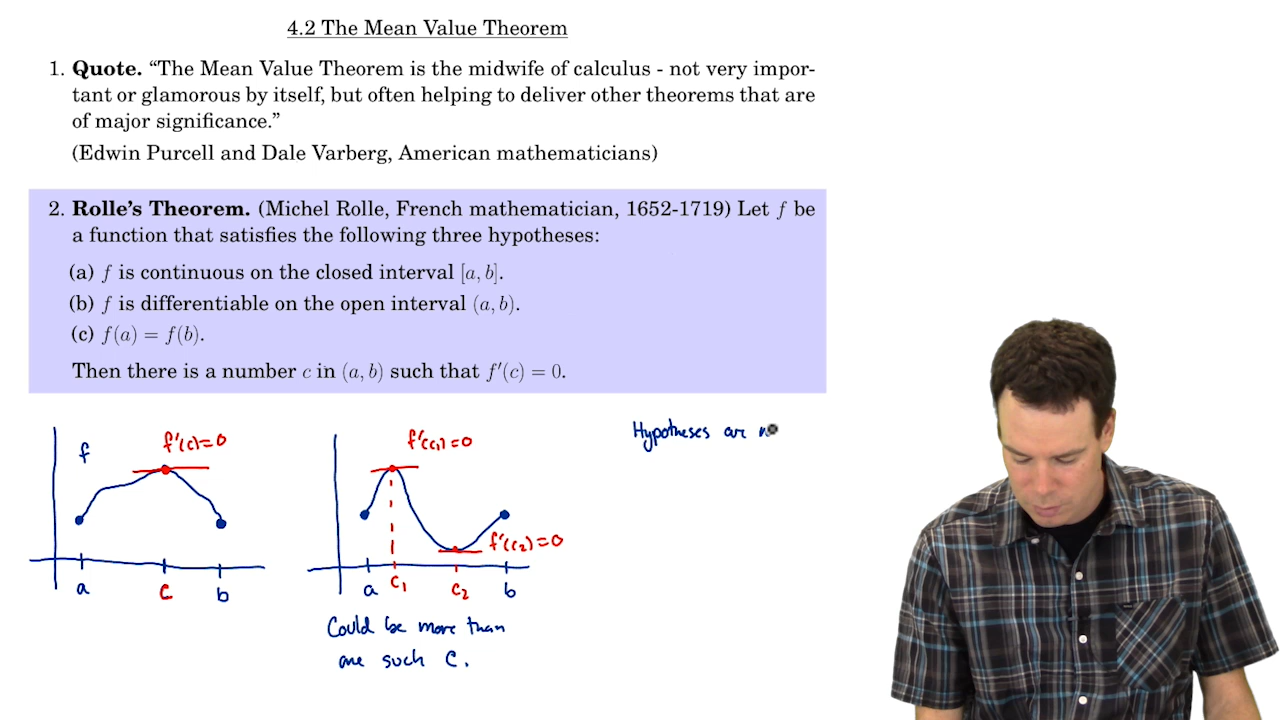 4.2 The Mean Value Theorem
1. Quote. “The Mean Value Theorem is the midwife of calculus - not very impor-
tant or glamorous by itself, but often helping to deliver other theorems that are
of major significance.”
(Edwin Purcell and Dale Varberg, American mathematicians)
2. Rolle’s Theorem. (Michel Rolle, French mathematician, 1652-1719) Let f be
a function that satisfies the following three hypotheses:
(a) f is continuous on the closed interval [a, b].
(b) f is differentiable on the open interval (a, b).
(c) f(a) = f(b).
Then there is a number c in (a, b) such that f′(c) = 0.
f
f'(c)=0
a
c
b
f'(c₁)=0
f'(c₂)=0
a
c₁
c₂
b
Could be more than
one such c.
Hypotheses are